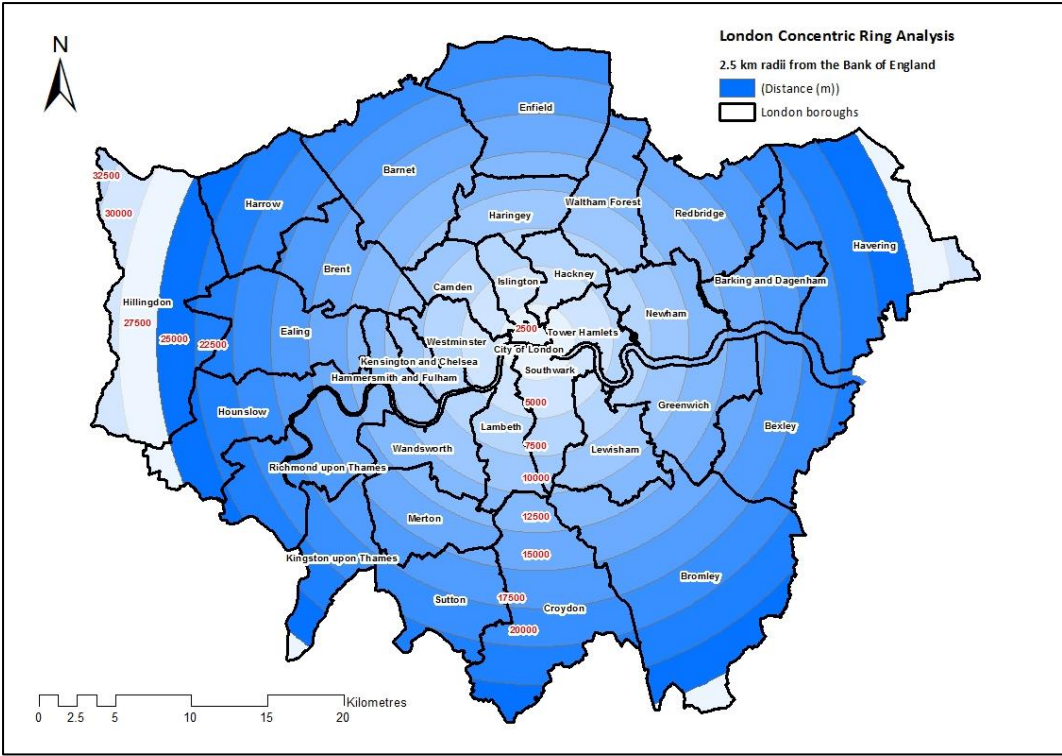 N
London Concentric Ring Analysis
2.5 km radii from the Bank of England
(Distance (m))
London boroughs
Enfield
Barnet
32500
Harrow
30000
Haringey
Waltham Forest
Redbridge
Havering
Brent
Hackney
Islington
Camden
Barking and Dagenham
Hillingdon
Newham
27500
Ealing
2500
Tower Hamlets
25000
22500
Westminster
City of London
Kensington and Chelsea
Southwark
Hammersmith and Fulham
5000
Greenwich
Hounslow
Lambeth
Bexley
7500
Wandsworth
Lewisham
Richmond upon Thames
10000
Merton
12500
15000
Kingston upon Thames
Bromley
Sutton
17500
Croydon
20000
Kilometres
0 2.5 5 10 15 20